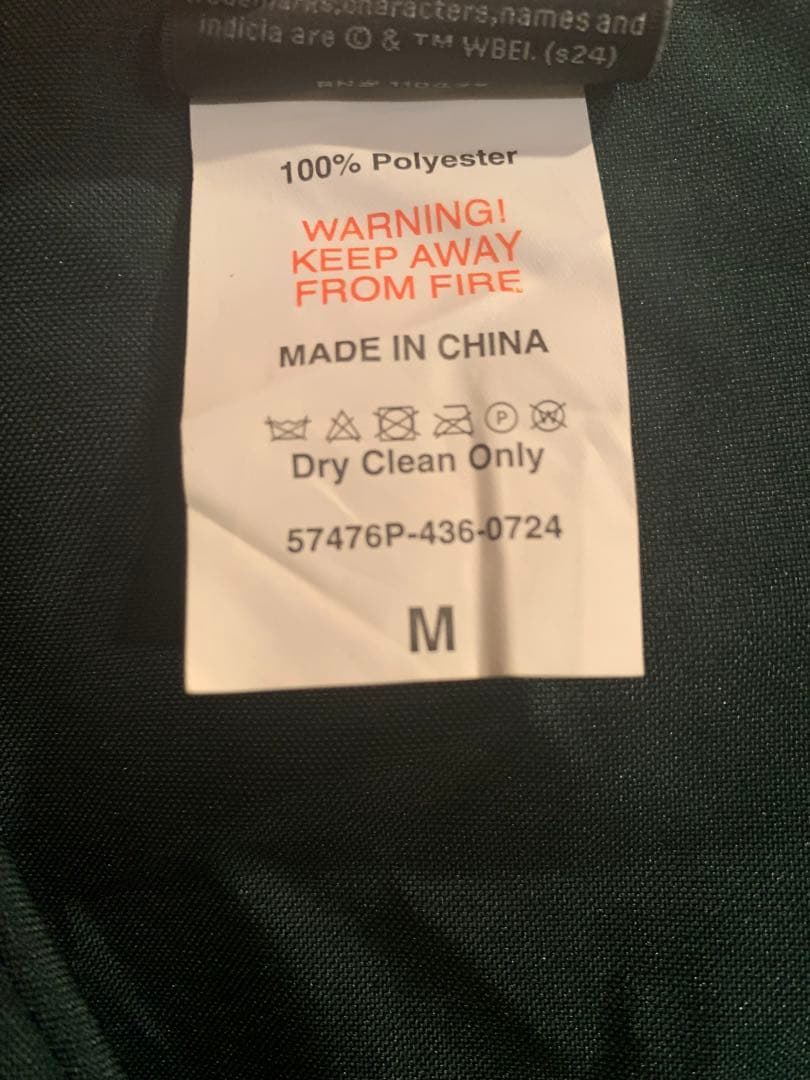 characters, names and
indicia are © & ™ WBEI. (s24)
100% Polyester
WARNING!
KEEP AWAY
FROM FIRE
MADE IN CHINA
P W
Dry Clean Only
57476P-436-0724
M